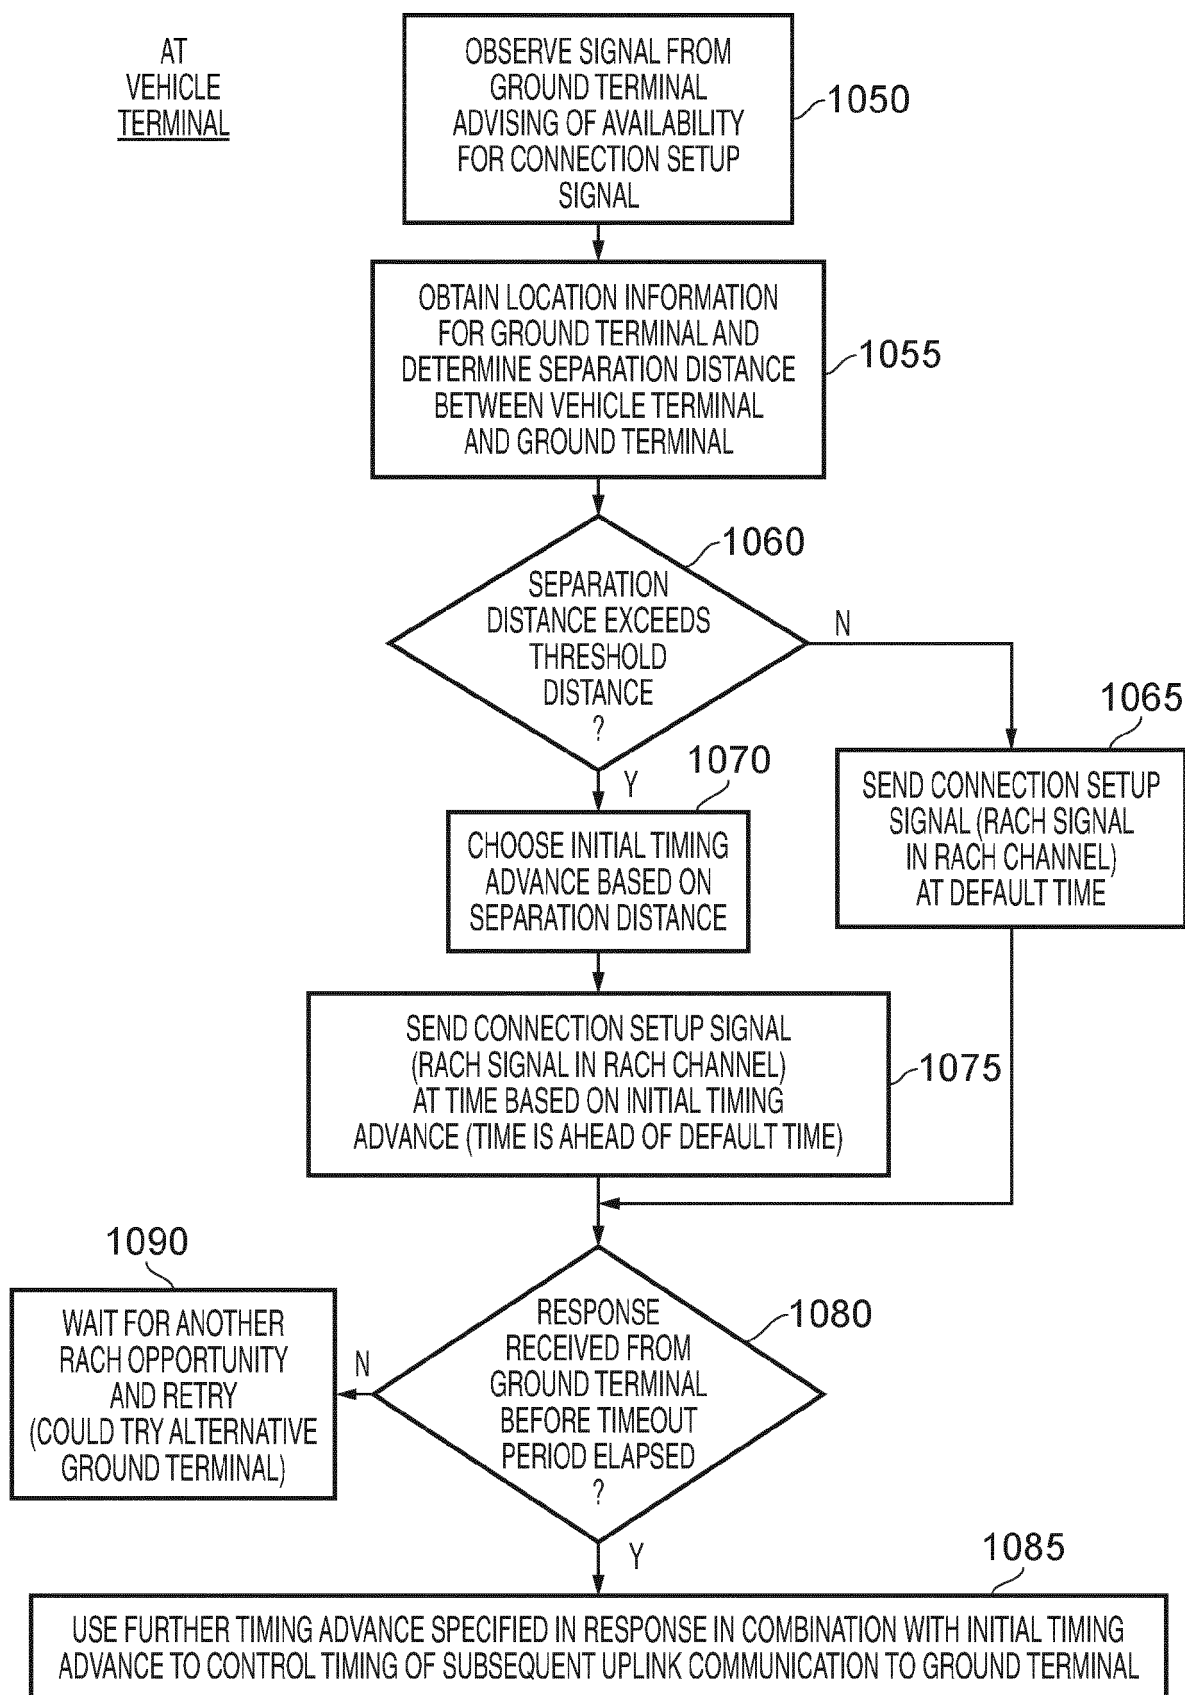 AT
VEHICLE
TERMINAL
OBSERVE SIGNAL FROM
GROUND TERMINAL
ADVISING OF AVAILABILITY
FOR CONNECTION SETUP
SIGNAL
1050
OBTAIN LOCATION INFORMATION
FOR GROUND TERMINAL AND
DETERMINE SEPARATION DISTANCE
BETWEEN VEHICLE TERMINAL
AND GROUND TERMINAL
1055
1060
SEPARATION
DISTANCE EXCEEDS
THRESHOLD
DISTANCE
?
N
Y
1065
SEND CONNECTION SETUP
SIGNAL (RACH SIGNAL
IN RACH CHANNEL)
AT DEFAULT TIME
1070
CHOOSE INITIAL TIMING
ADVANCE BASED ON
SEPARATION DISTANCE
SEND CONNECTION SETUP SIGNAL
(RACH SIGNAL IN RACH CHANNEL)
AT TIME BASED ON INITIAL TIMING
ADVANCE (TIME IS AHEAD OF DEFAULT TIME)
1075
1080
RESPONSE
RECEIVED FROM
GROUND TERMINAL
BEFORE TIMEOUT
PERIOD ELAPSED
?
N
1090
WAIT FOR ANOTHER
RACH OPPORTUNITY
AND RETRY
(COULD TRY ALTERNATIVE
GROUND TERMINAL)
Y
1085
USE FURTHER TIMING ADVANCE SPECIFIED IN RESPONSE IN COMBINATION WITH INITIAL TIMING
ADVANCE TO CONTROL TIMING OF SUBSEQUENT UPLINK COMMUNICATION TO GROUND TERMINAL